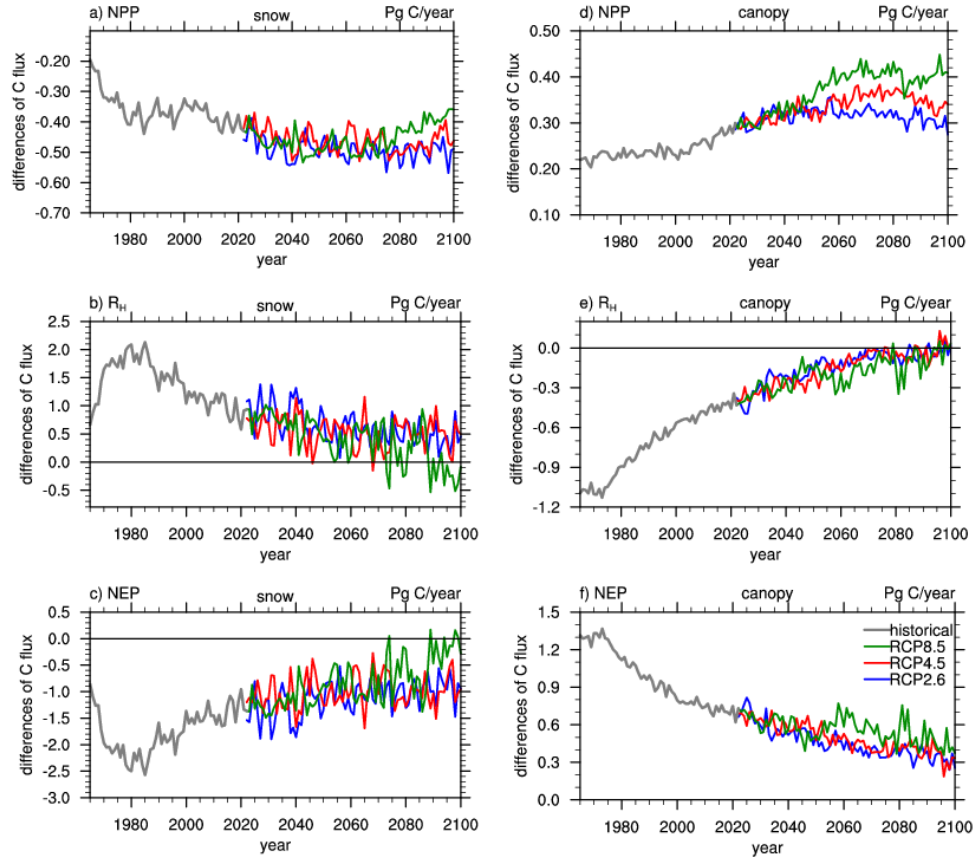 a) NPP snow Pg C/year
differences of C flux
-0.20
-0.30
-0.40
-0.50
-0.60
-0.70
1980 2000 2020 2040 2060 2080 2100
year
d) NPP canopy Pg C/year
differences of C flux
0.50
0.40
0.30
0.20
0.10
1980 2000 2020 2040 2060 2080 2100
year
b) RH snow Pg C/year
differences of C flux
2.5
2.0
1.5
1.0
0.5
0.0
-0.5
1980 2000 2020 2040 2060 2080 2100
year
e) RH canopy Pg C/year
differences of C flux
0.0
-0.3
-0.6
-0.9
-1.2
1980 2000 2020 2040 2060 2080 2100
year
c) NEP snow Pg C/year
differences of C flux
0.5
0.0
-0.5
-1.0
-1.5
-2.0
-2.5
-3.0
1980 2000 2020 2040 2060 2080 2100
year
f) NEP canopy Pg C/year
differences of C flux
1.5
1.2
0.9
0.6
0.3
0.0
historical
RCP8.5
RCP4.5
RCP2.6
1980 2000 2020 2040 2060 2080 2100
year